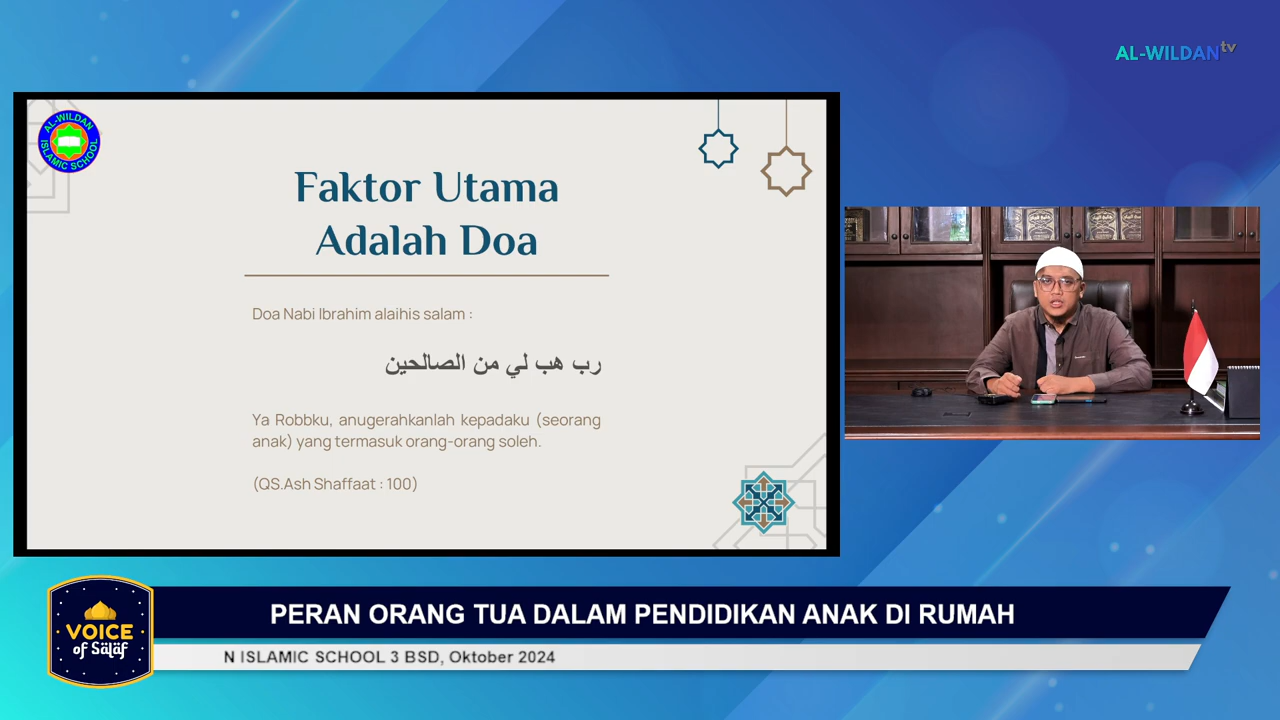 AL-WILDAN tv
AL-WILDAN
ISLAMIC SCHOOL
Faktor Utama
Adalah Doa
Doa Nabi Ibrahim alaihis salam :
رب هب لي من الصالحين
Ya Robbku, anugerahkanlah kepadaku (seorang
anak) yang termasuk orang-orang soleh.
(QS.Ash Shaffaat : 100)
VOICE
of Säläf
PERAN ORANG TUA DALAM PENDIDIKAN ANAK DI RUMAH
N ISLAMIC SCHOOL 3 BSD, Oktober 2024